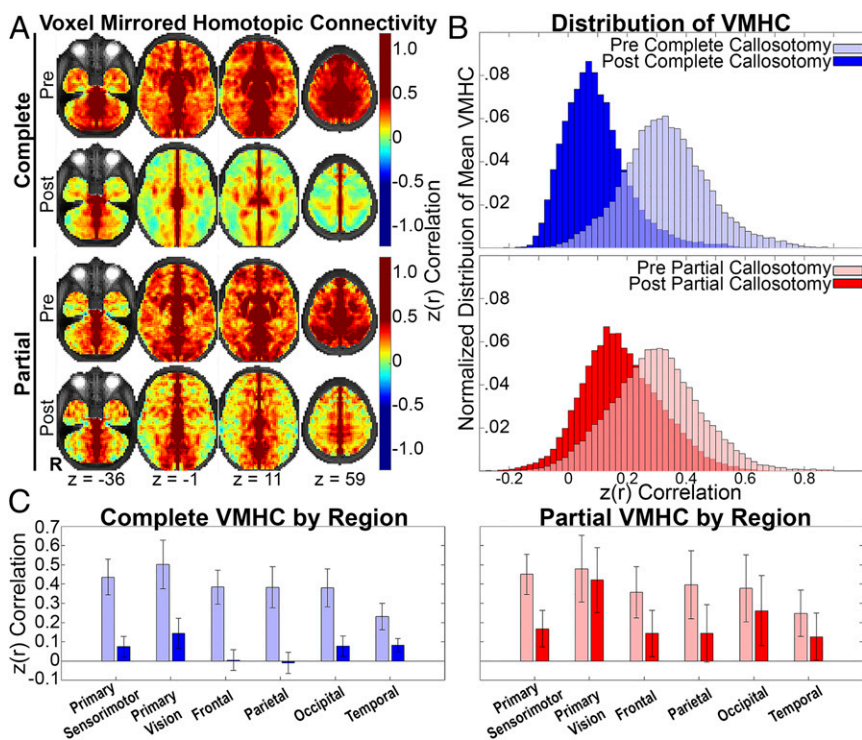 A Voxel Mirrored Homotopic Connectivity
Complete
Pre
Post
1.0
0.5
0
-0.5
-1.0
z(r) Correlation
Partial
Pre
Post
1.0
0.5
0
-0.5
-1.0
R
z = -36 z = -1 z = 11 z = 59
B Distribution of VMHC
Pre Complete Callosotomy
Post Complete Callosotomy
.08
.06
.04
.02
Normalized Distribuion of Mean VMHC
Pre Partial Callosotomy
Post Partial Callosotomy
.08
.06
.04
.02
-0.2 0 0.2 0.4 0.6 0.8
z(r) Correlation
C Complete VMHC by Region
z(r) Correlation
0.7
0.6
0.5
0.4
0.3
0.2
0.1
0
-0.1
Primary
Sensorimotor
Primary
Vision
Frontal
Parietal
Occipital
Temporal
Partial VMHC by Region
Primary
Sensorimotor
Primary
Vision
Frontal
Parietal
Occipital
Temporal